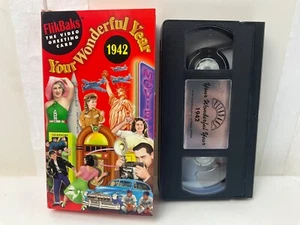 FlikBaks
THE VIDEO
GREETING
CARD
Your Wonderful Year
1942
Your Wonderful Year
1942